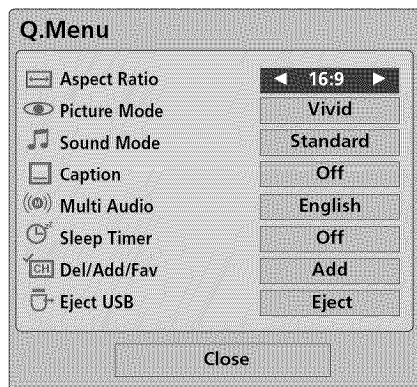 Q.Menu
Aspect Ratio ◄ 16:9 ►
Picture Mode Vivid
Sound Mode Standard
Caption Off
Multi Audio English
Sleep Timer Off
CH Del/Add/Fav Add
Eject USB Eject
Close